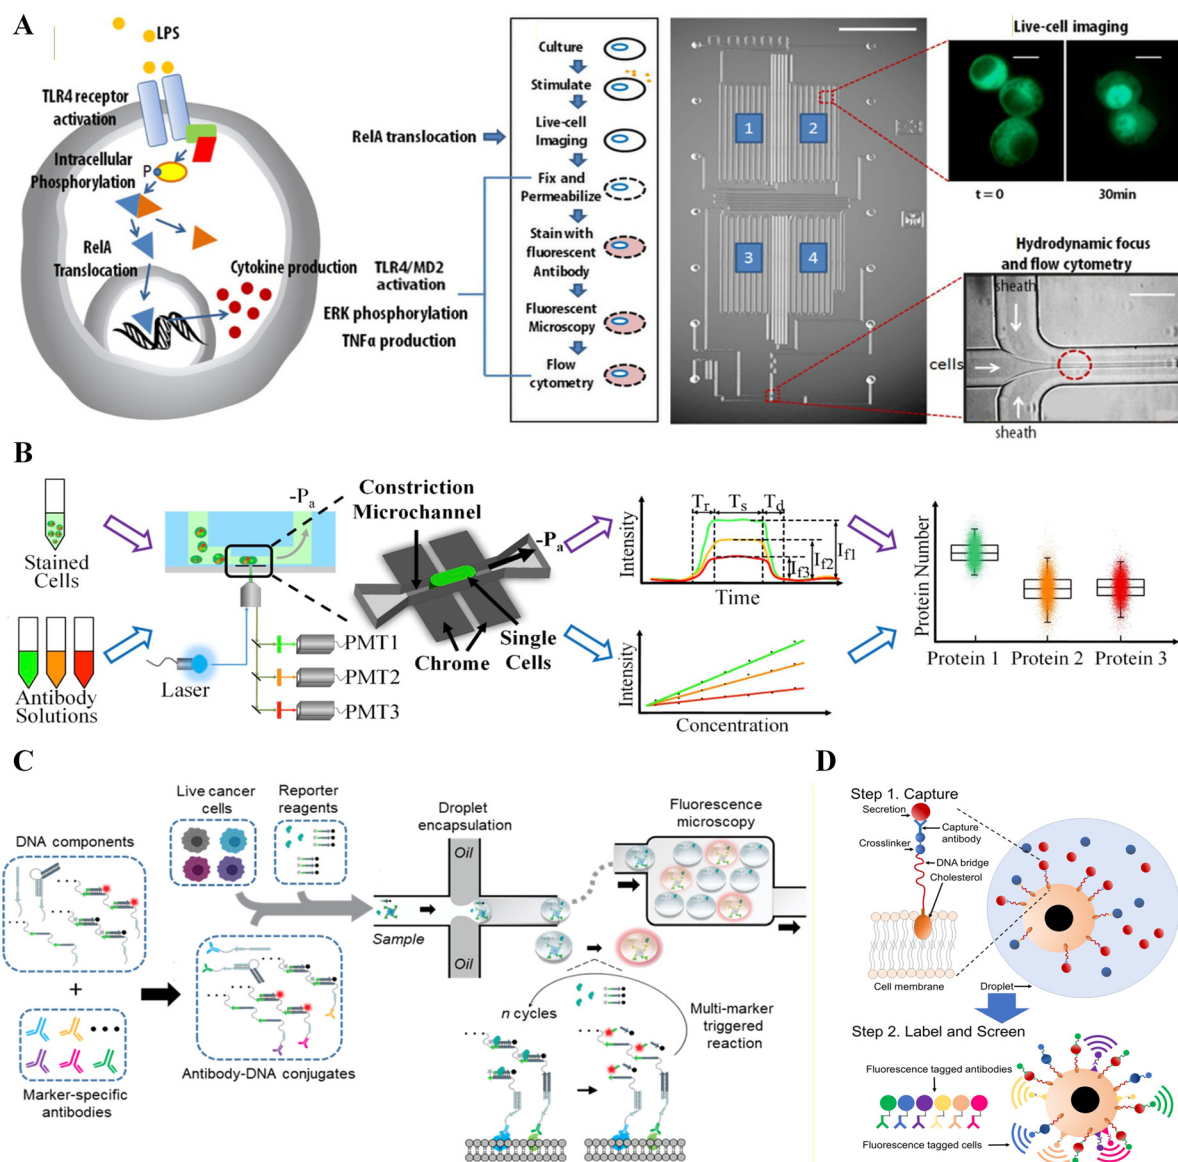 A
LPS
TLR4 receptor
activation
Intracellular
Phosphorylation
P
RelA
Translocation
Cytokine production
RelA translocation
TLR4/MD2
activation
ERK phosphorylation
TNFα production
Culture
Stimulate
Live-cell
Imaging
Fix and
Permeabilize
Stain with
fluorescent
Antibody
Fluorescent
Microscopy
Flow
cytometry
1
2
3
4
Live-cell imaging
t = 0
30min
Hydrodynamic focus
and flow cytometry
sheath
cells
sheath
B
Stained
Cells
Antibody
Solutions
-Pa
Laser
PMT1
PMT2
PMT3
Constriction
Microchannel
-Pa
Chrome
Single
Cells
Intensity
Tr
Ts
Td
If1
If2
If3
Time
Intensity
Concentration
Protein Number
Protein 1
Protein 2
Protein 3
C
DNA components
+
Marker-specific
antibodies
Live cancer
cells
Reporter
reagents
Antibody-DNA conjugates
Droplet
encapsulation
Oil
Sample
Oil
Fluorescence
microscopy
n cycles
Multi-marker
triggered
reaction
D
Step 1. Capture
Secretion
Capture
antibody
Crosslinker
DNA bridge
Cholesterol
Cell membrane
Droplet
Step 2. Label and Screen
Fluorescence tagged antibodies
Fluorescence tagged cells